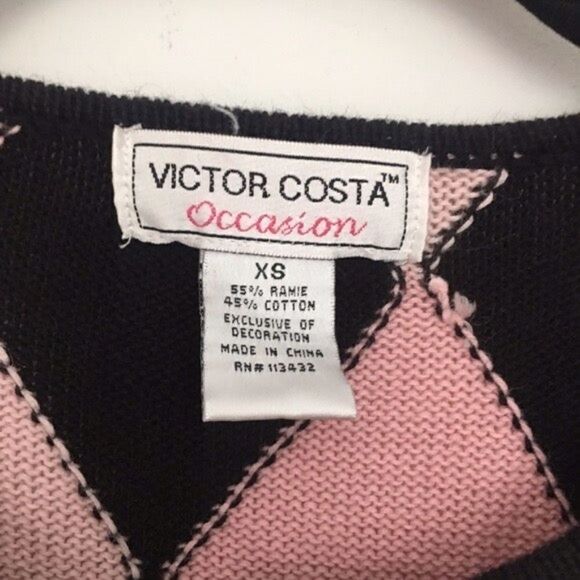 VICTOR COSTA™
Occasion
XS
55% RAMIE
45% COTTON
EXCLUSIVE OF
DECORATION
MADE IN CHINA
RN# 113432